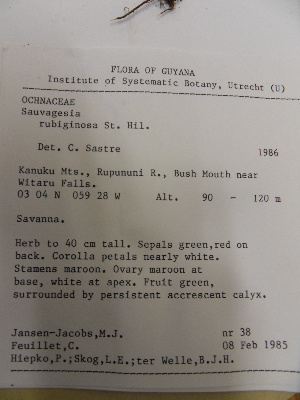 FLORA OF GUYANA
Institute of Systematic Botany, Utrecht (U)
OCHNACEAE
Sauvagesia
rubiginosa St. Hil.
Det. C. Sastre 1986
Kanuku Mts., Rupununi R., Bush Mouth near
Witaru Falls.
03 04 N 059 28 W Alt. 90 - 120 m
Savanna.
Herb to 40 cm tall. Sepals green,red on
back. Corolla petals nearly white.
Stamens maroon. Ovary maroon at
base, white at apex. Fruit green,
surrounded by persistent accrescent calyx.
Jansen-Jacobs,M.J. nr 38
Feuillet,C. 08 Feb 1985
Hiepko,P.;Skog,L.E.;ter Welle,B.J.H.